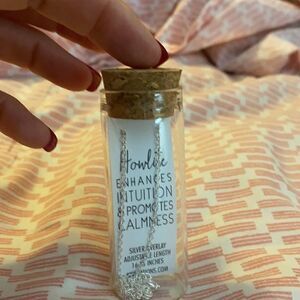 Howlite
ENHANCES
INTUITION
& PROMOTES
CALMNESS
SILVER OVERLAY
ADJUSTABLE LENGTH
INCHES